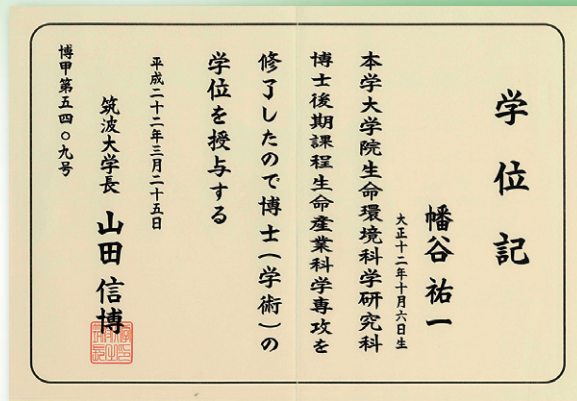 学位記
幡谷祐一
大正十二年十月六日生
本学大学院生命環境科学研究科
博士後期課程生命産業科学専攻を
修了したので博士(学術)の
学位を授与する
平成二十二年三月二十五日
筑波大学長 山田信博
博甲第五四〇九号